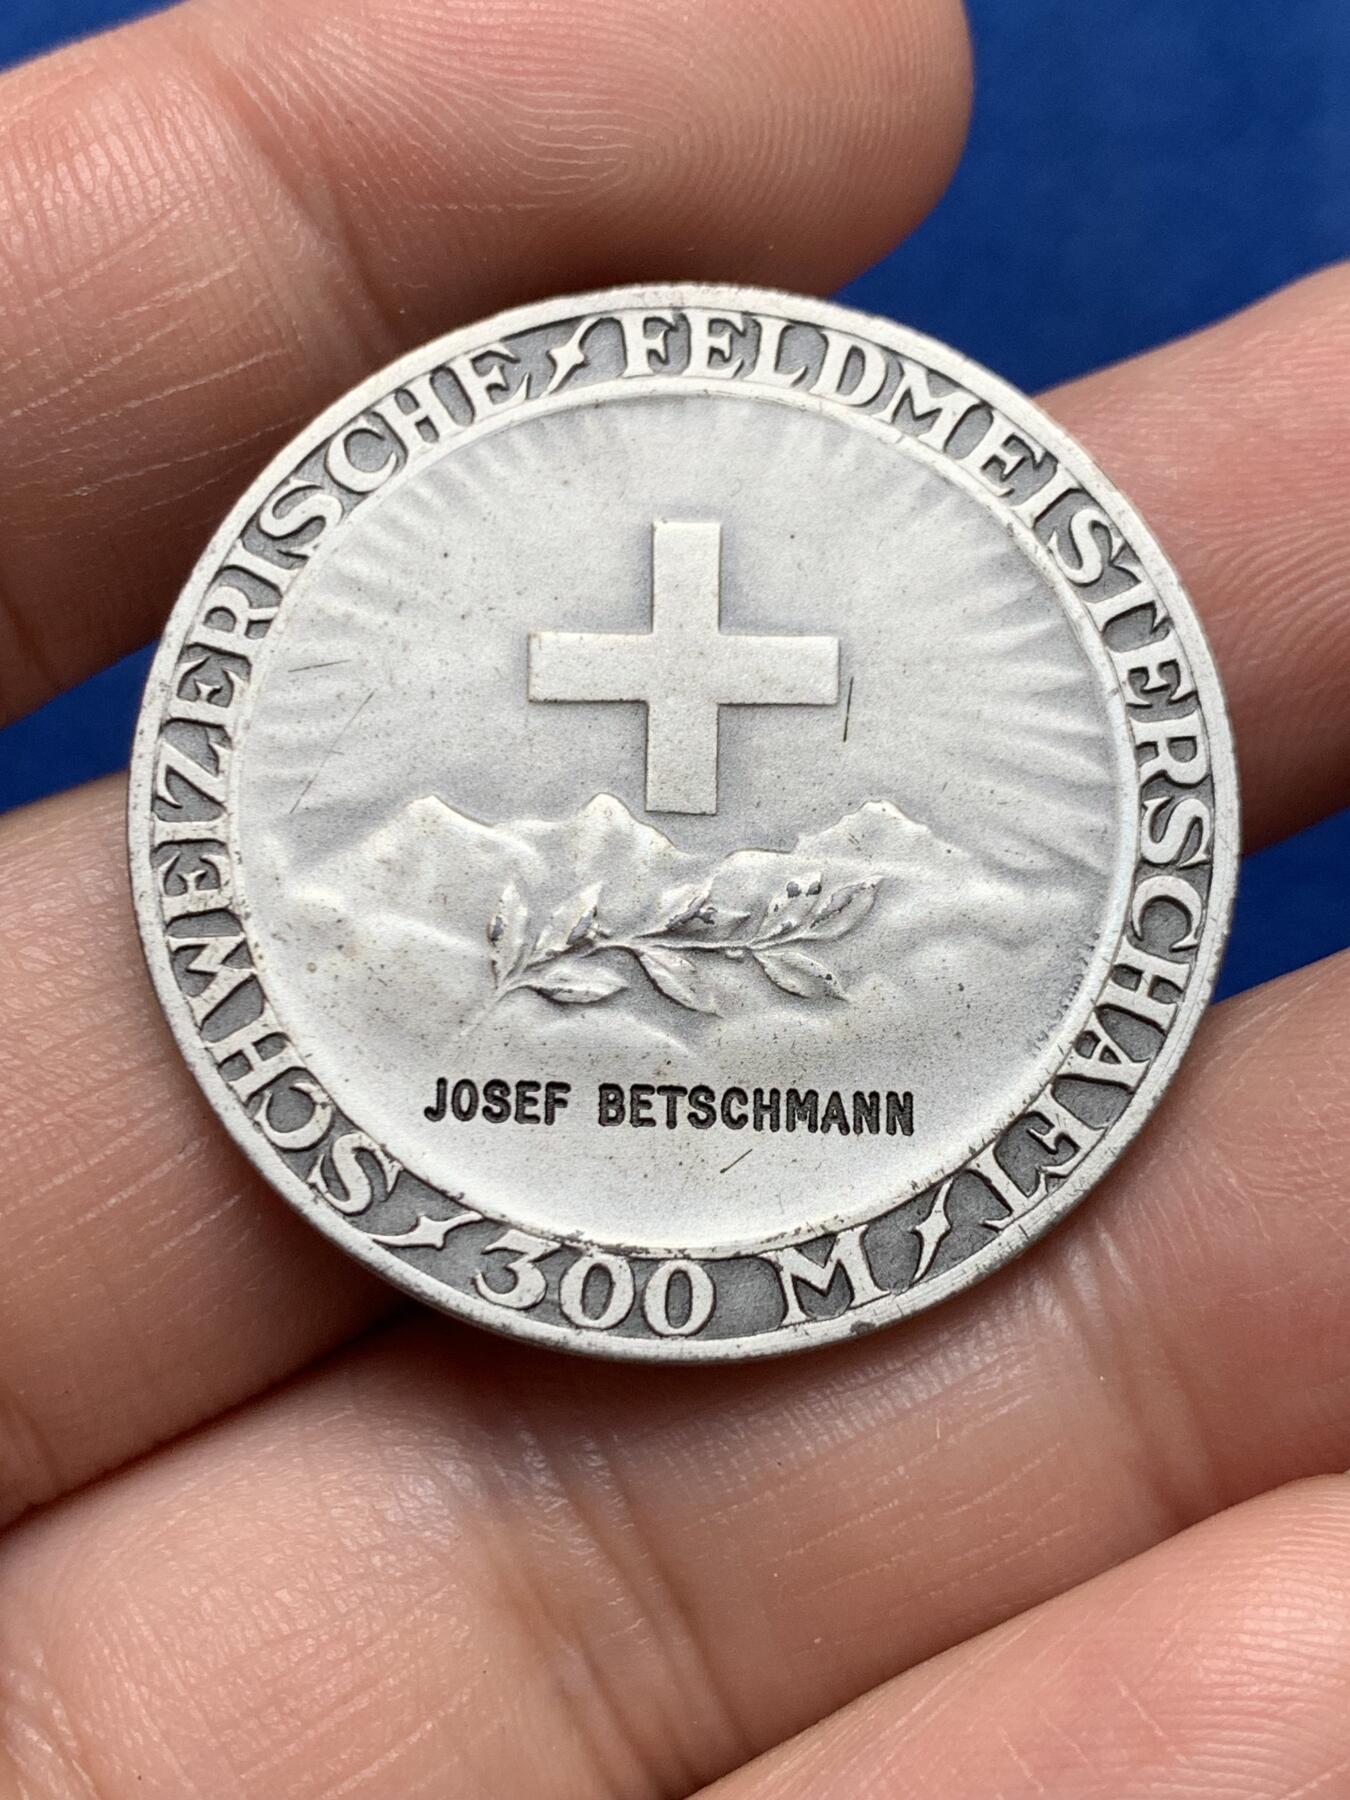 SCHWEIZERISCHE FELDMEISTERSCHAFT
300 M
JOSEF BETSCHMANN